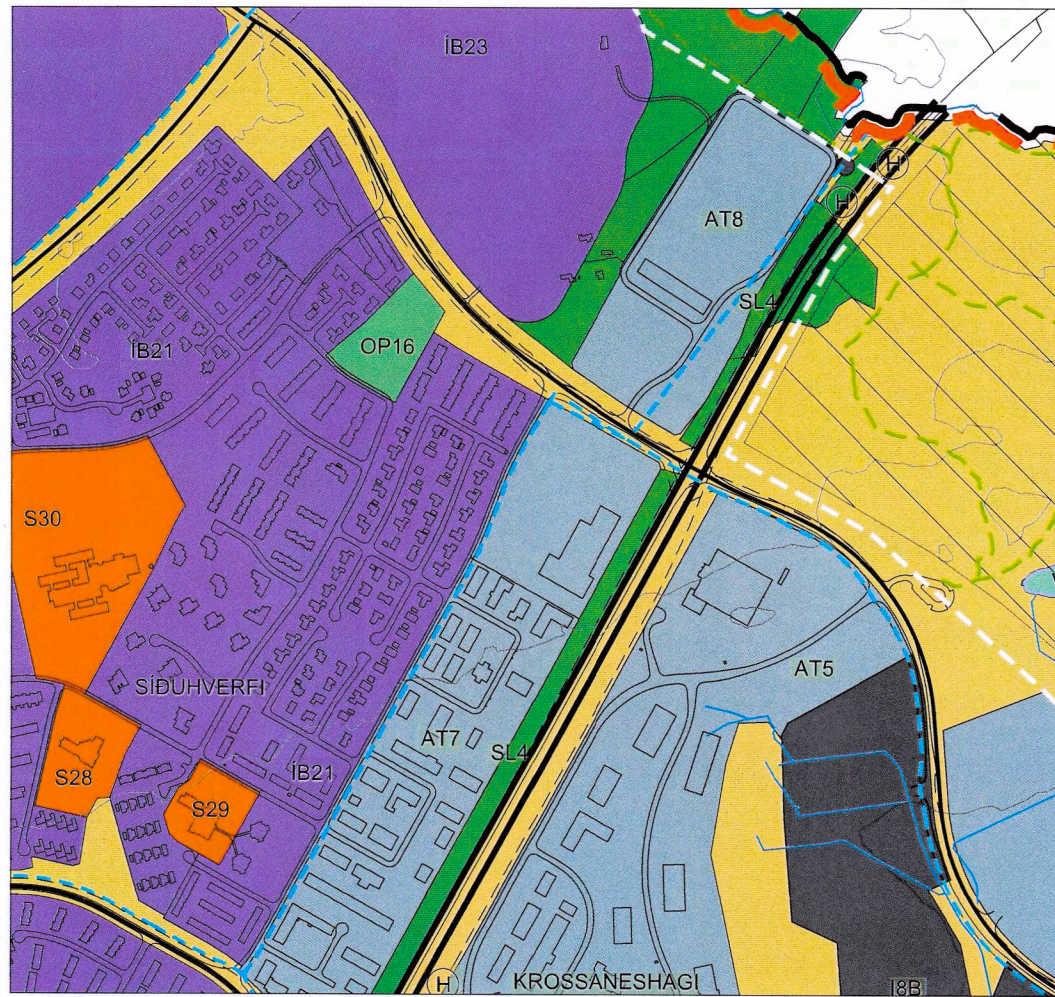 ÍB23
H
AT8
H
SL4
OP16
ÍB21
S30
AT5
SÍÐUHVERFI
AT7
SL4
ÍB21
S28
S29
H
KROSSANESHAGI
I8B